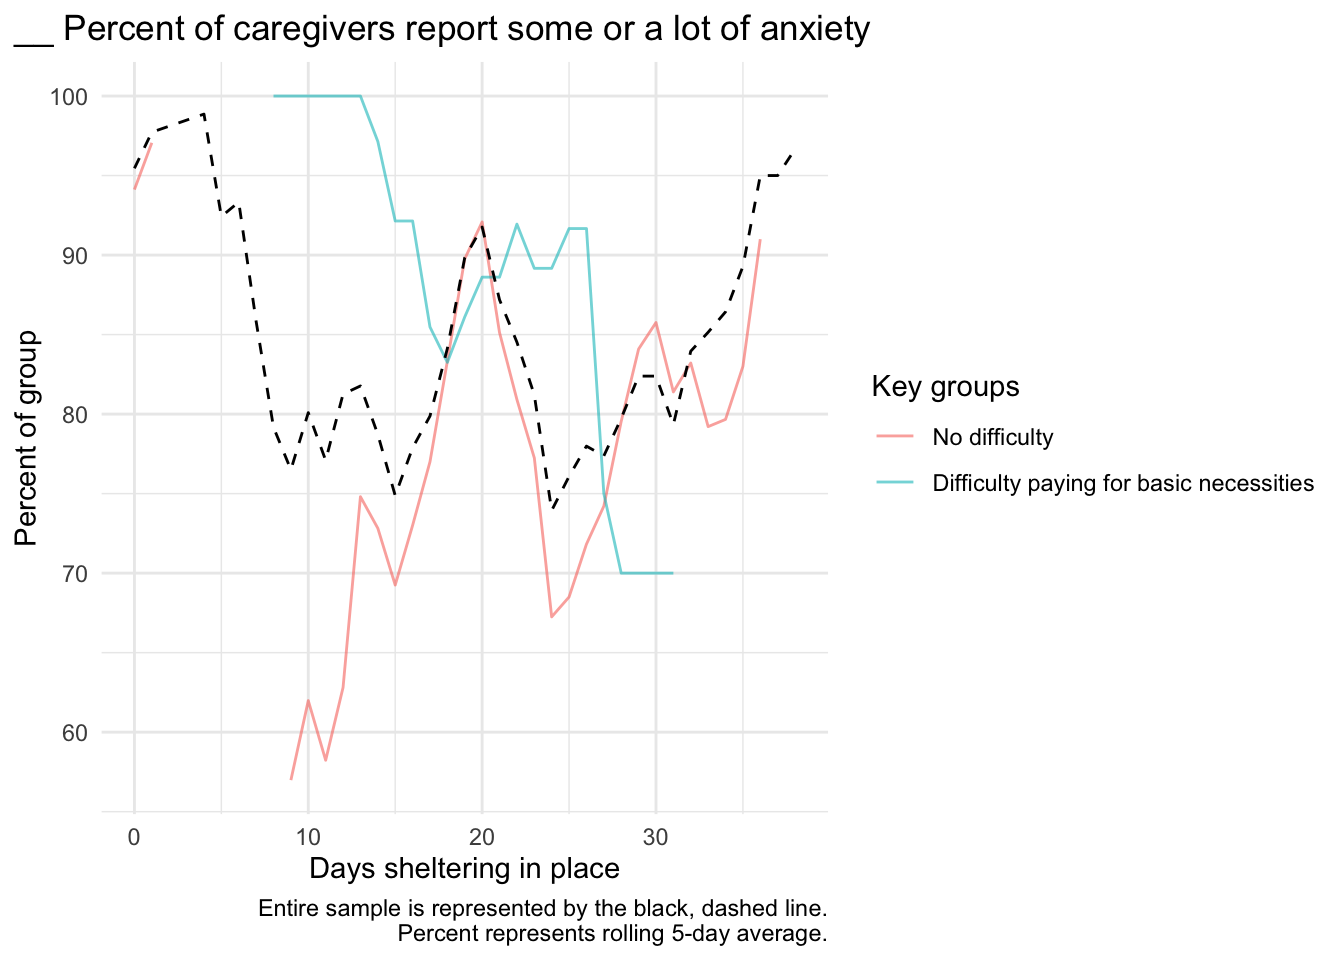 __ Percent of caregivers report some or a lot of anxiety
Percent of group
100
90
80
70
60
0 10 20 30
Days sheltering in place
Key groups
No difficulty
Difficulty paying for basic necessities
Entire sample is represented by the black, dashed line.
Percent represents rolling 5-day average.